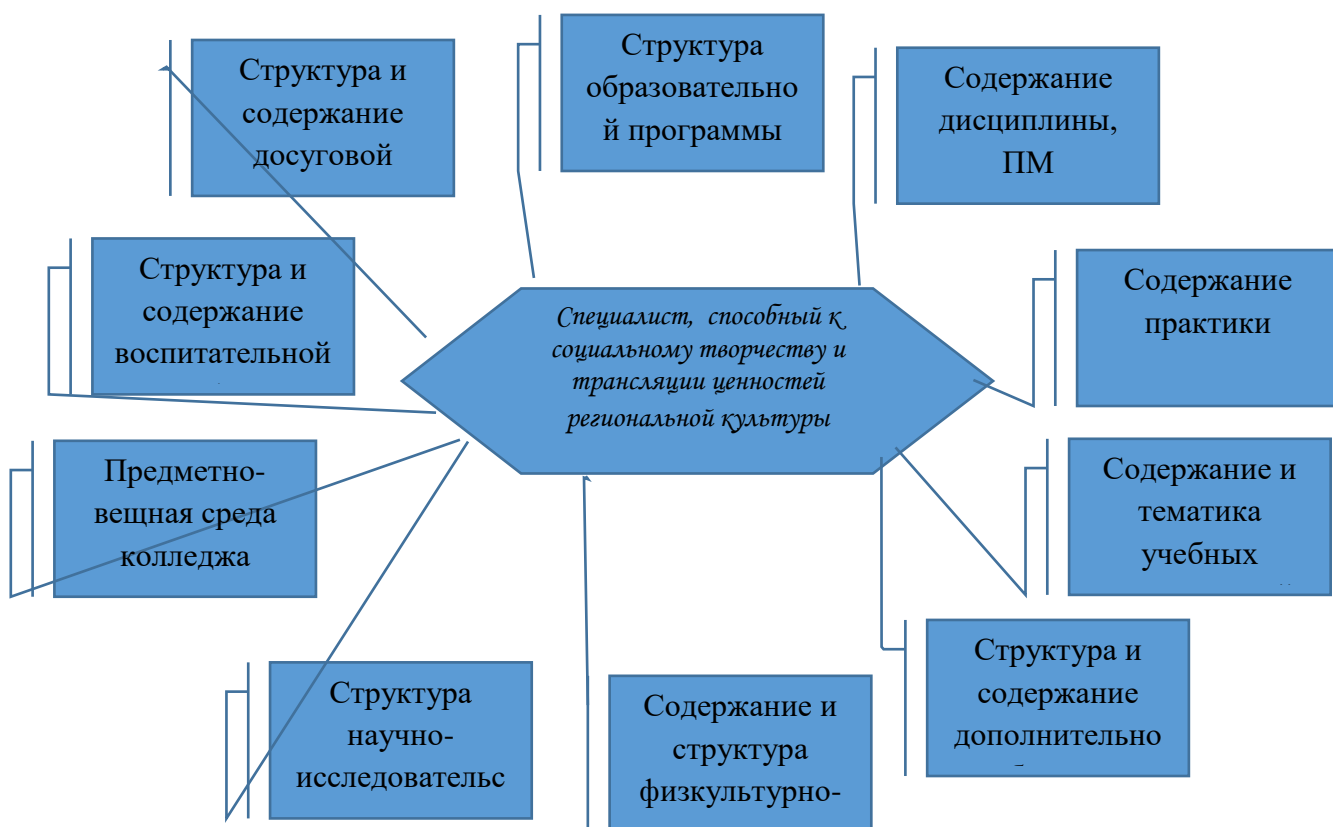 Структура и
содержание
досуговой
Структура
образовательно
й программы
Содержание
дисциплины,
ПМ
Структура и
содержание
воспитательной
Специалист, способный к
социальному творчеству и
трансляции ценностей
региональной культуры
Содержание
практики
Предметно-
вещная среда
колледжа
Содержание и
тематика
учебных
Структура
научно-
исследовательс
Содержание и
структура
физкультурно-
Структура и
содержание
дополнительно